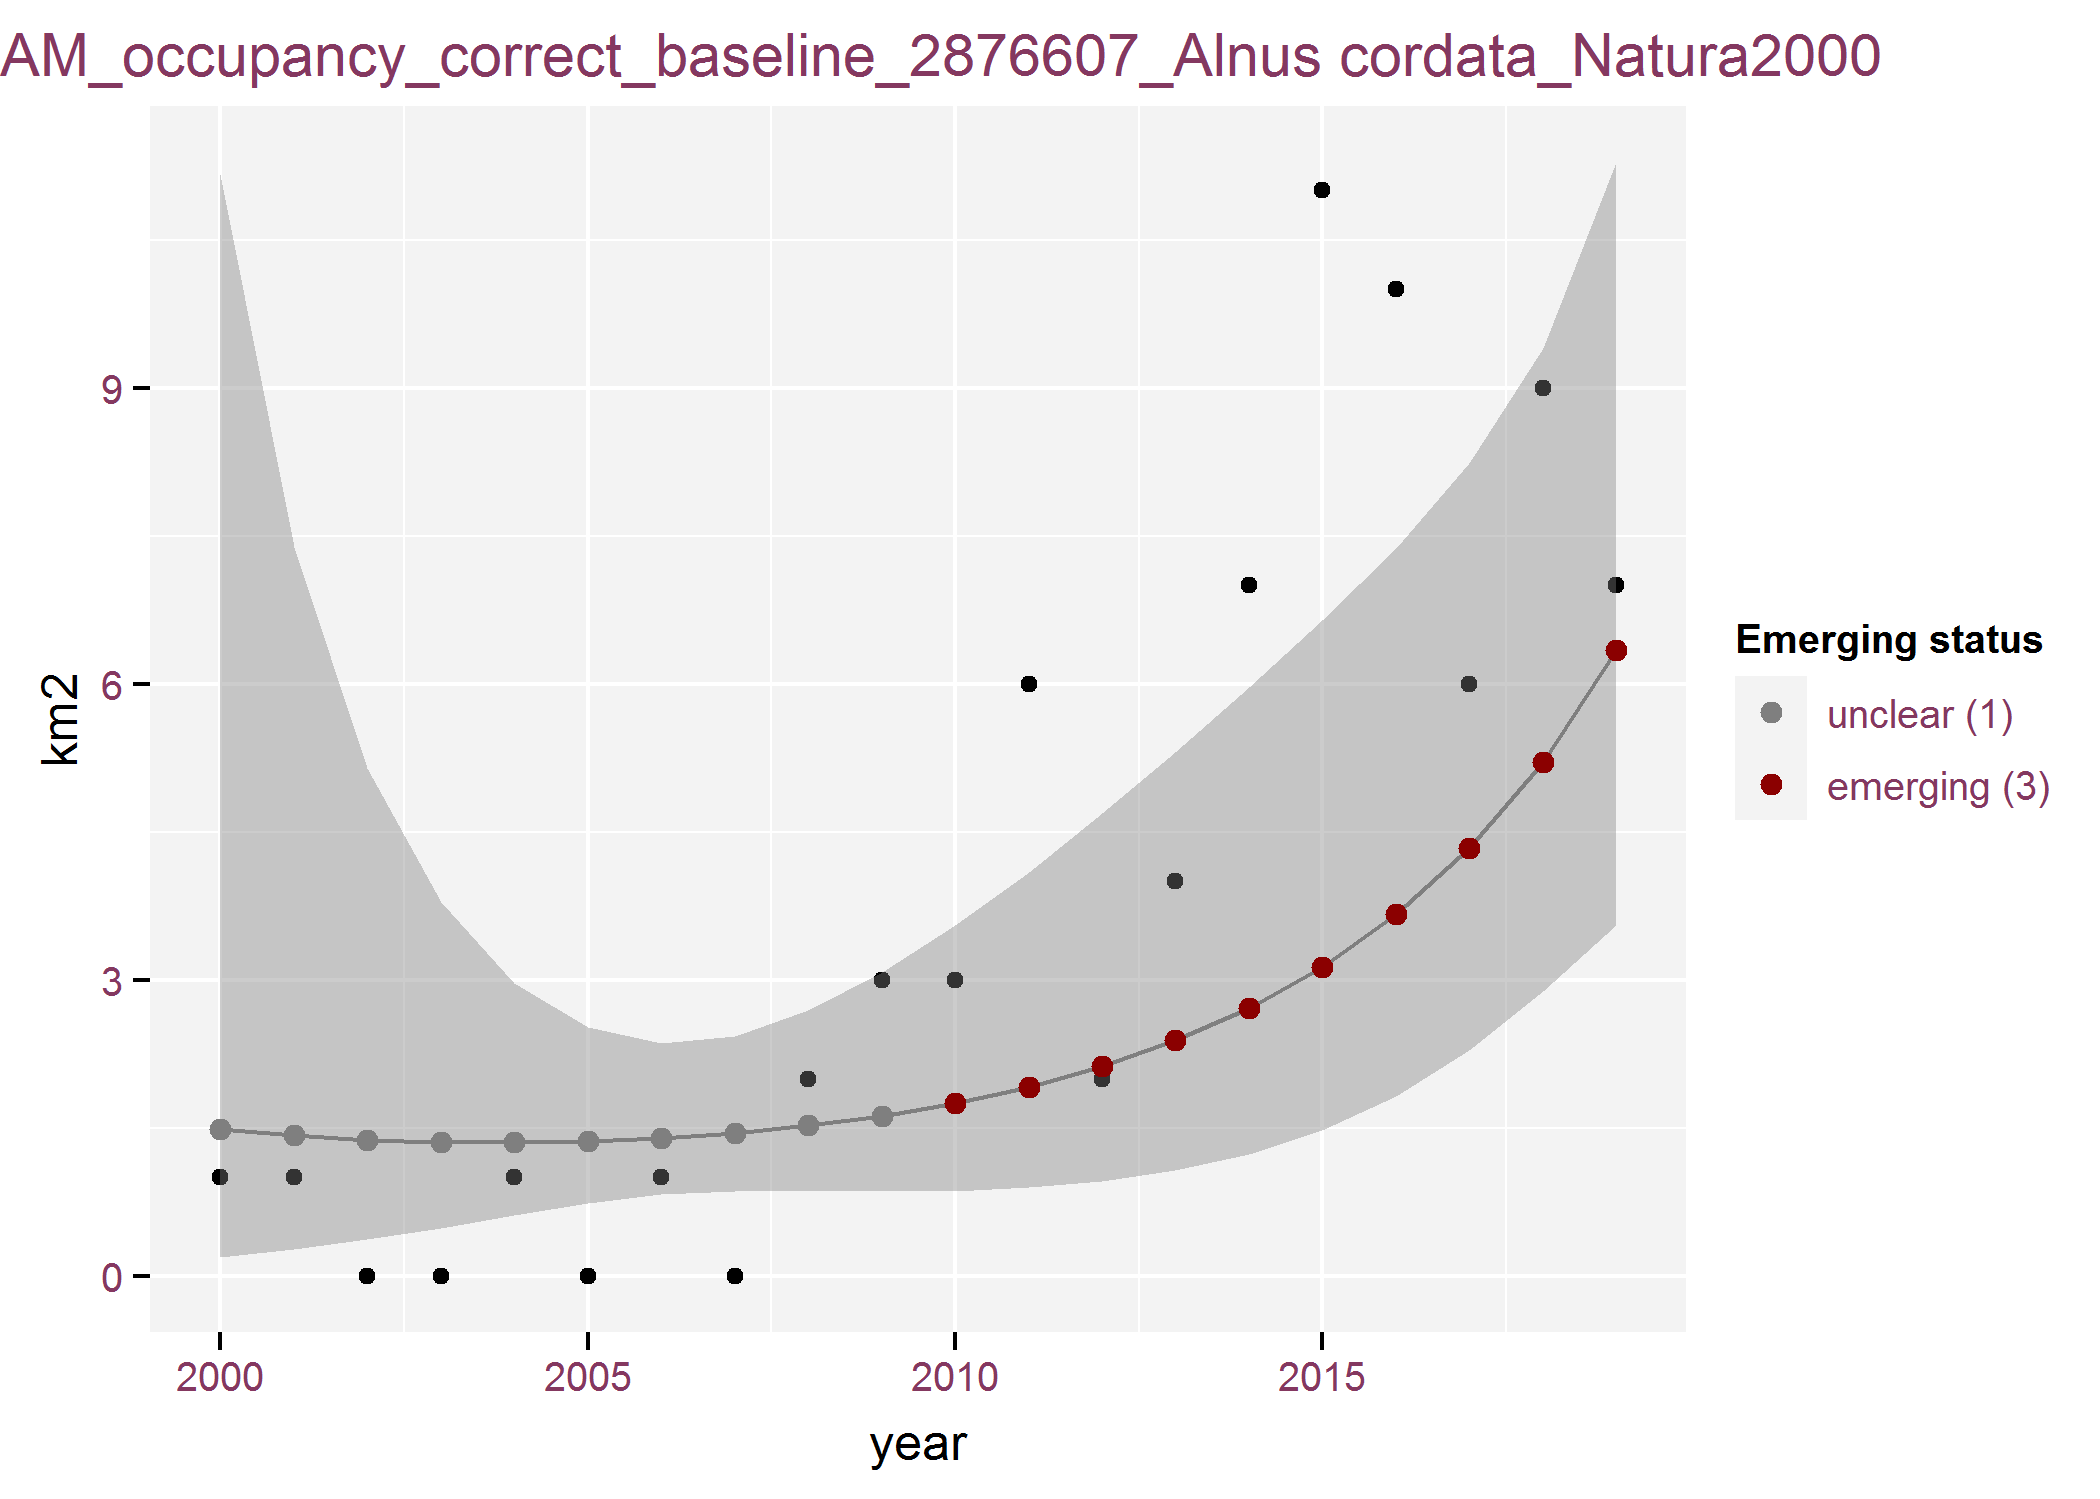 AM_occupancy_correct_baseline_2876607_Alnus cordata_Natura2000
km2
9
6
3
0
2000 2005 2010 2015
year
Emerging status
unclear (1)
emerging (3)